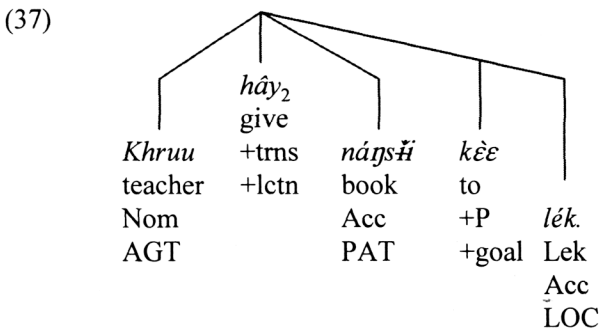 (37)
hây₂
give
Khruu +trns náŋsɨ̌ɨ kɛ̀ɛ
teacher +lctn book to
Nom Acc +P lék.
AGT PAT +goal Lek
Acc
LOC